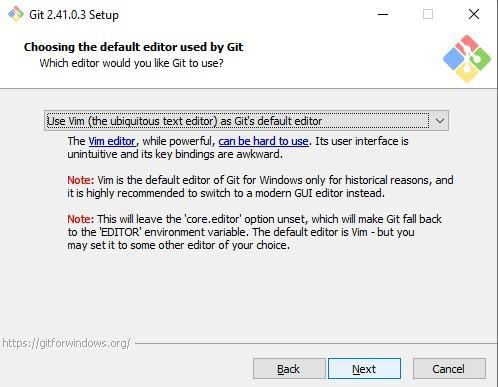 Git 2.41.0.3 Setup
Choosing the default editor used by Git
Which editor would you like Git to use?
Use Vim (the ubiquitous text editor) as Git's default editor
The Vim editor, while powerful, can be hard to use. Its user interface is
unintuitive and its key bindings are awkward.
Note: Vim is the default editor of Git for Windows only for historical reasons, and
it is highly recommended to switch to a modern GUI editor instead.
Note: This will leave the 'core.editor' option unset, which will make Git fall back
to the 'EDITOR' environment variable. The default editor is Vim - but you
may set it to some other editor of your choice.
https://gitforwindows.org/
Back
Next
Cancel